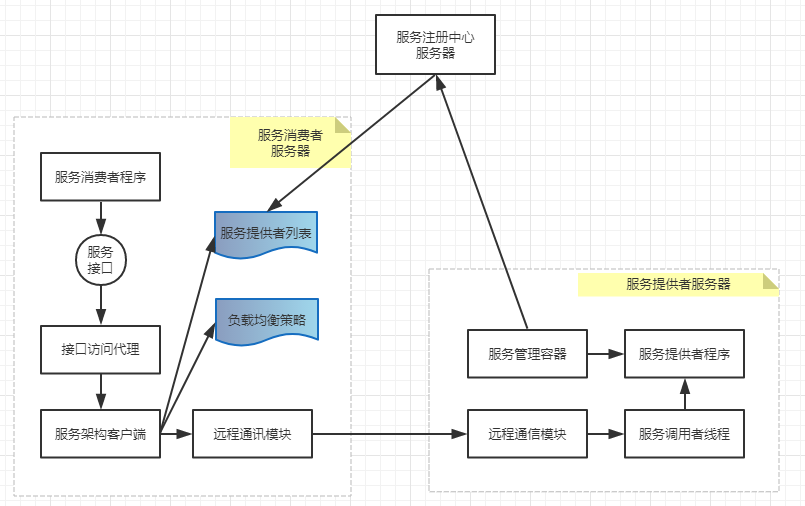 服务注册中心
服务器
服务消费者
服务器
服务消费者程序
服务
接口
服务提供者列表
负载均衡策略
接口访问代理
服务架构客户端
远程通讯模块
服务提供者服务器
服务管理容器
服务提供者程序
远程通信模块
服务调用者线程